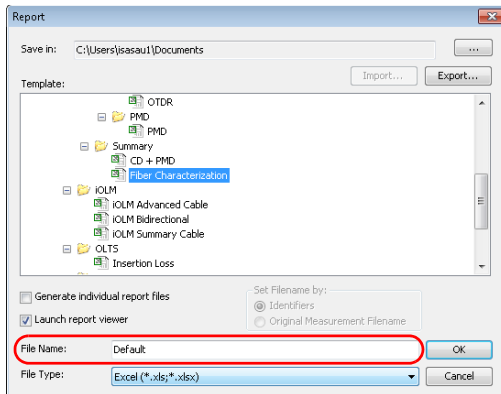 Report
Save in: C:\Users\isasau1\Documents ...
Import... Export...
Template:
OTDR
PMD
PMD
Summary
CD + PMD
Fiber Characterization
iOLM
iOLM Advanced Cable
iOLM Bidirectional
iOLM Summary Cable
OLTS
Insertion Loss
Generate individual report files
Launch report viewer
Set Filename by:
Identifiers
Original Measurement Filename
File Name: Default OK
File Type: Excel (*.xls;*.xlsx) Cancel